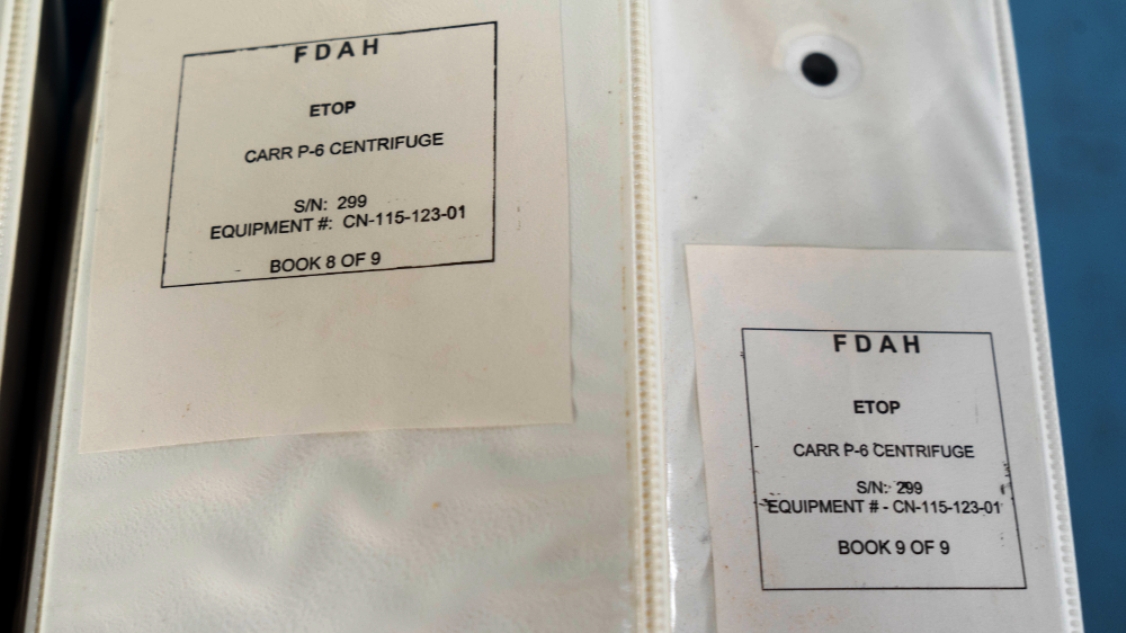 FDAH
ETOP
CARR P-6 CENTRIFUGE
S/N: 299
EQUIPMENT #: CN-115-123-01
BOOK 8 OF 9
FDAH
ETOP
CARR P-6 CENTRIFUGE
S/N: 299
EQUIPMENT # - CN-115-123-01
BOOK 9 OF 9